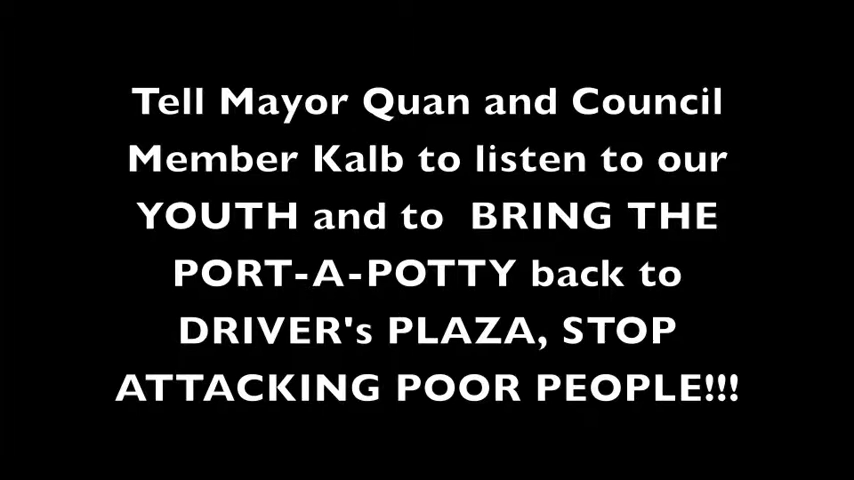 Tell Mayor Quan and Council
Member Kalb to listen to our
YOUTH and to  BRING THE
PORT-A-POTTY back to
DRIVER's PLAZA, STOP
ATTACKING POOR PEOPLE!!!